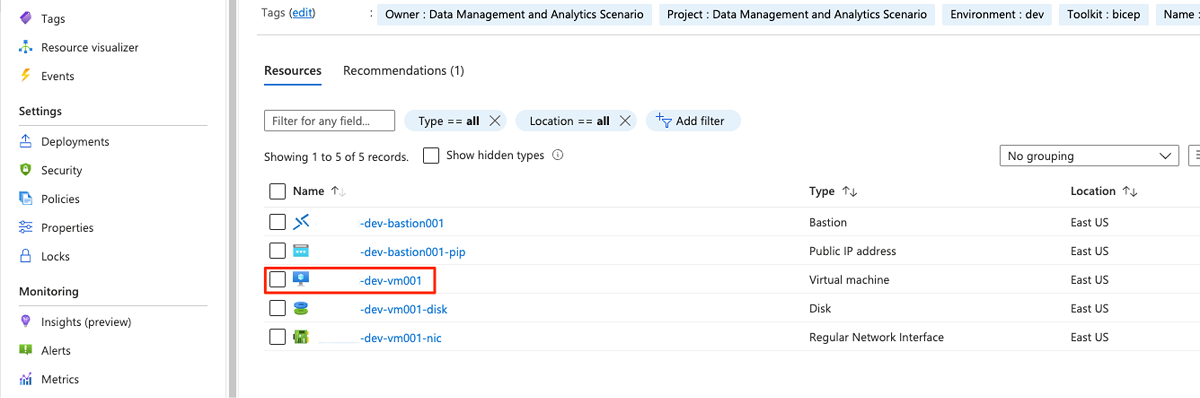 Tags
Resource visualizer
Events
Settings
Deployments
Security
Policies
Properties
Locks
Monitoring
Insights (preview)
Alerts
Metrics
Tags (edit) : Owner : Data Management and Analytics Scenario Project : Data Management and Analytics Scenario Environment : dev Toolkit : bicep Name :
Resources Recommendations (1)
Filter for any field... Type == all Location == all Add filter
Showing 1 to 5 of 5 records. Show hidden types No grouping
Name Type Location
-dev-bastion001 Bastion East US
-dev-bastion001-pip Public IP address East US
-dev-vm001 Virtual machine East US
-dev-vm001-disk Disk East US
-dev-vm001-nic Regular Network Interface East US